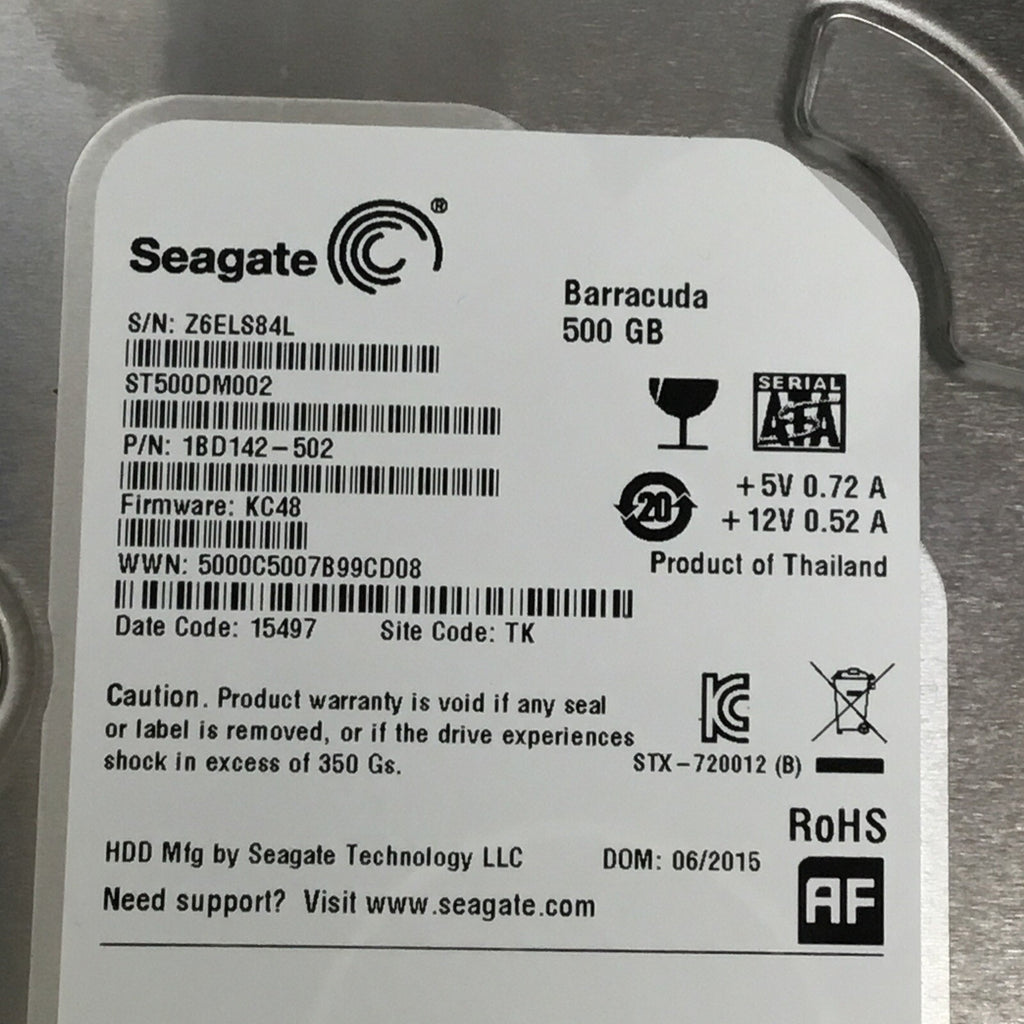 Seagate®
Barracuda
500 GB
S/N: Z6ELS84L
ST500DM002
P/N: 1BD142-502
Firmware: KC48
WWN: 5000C5007B99CD08
Date Code: 15497 Site Code: TK
SERIAL
ATA
20
+5V 0.72 A
+12V 0.52 A
Product of Thailand
Caution. Product warranty is void if any seal
or label is removed, or if the drive experiences
shock in excess of 350 Gs.
STX-720012 (B)
RoHS
HDD Mfg by Seagate Technology LLC DOM: 06/2015
AF
Need support? Visit www.seagate.com